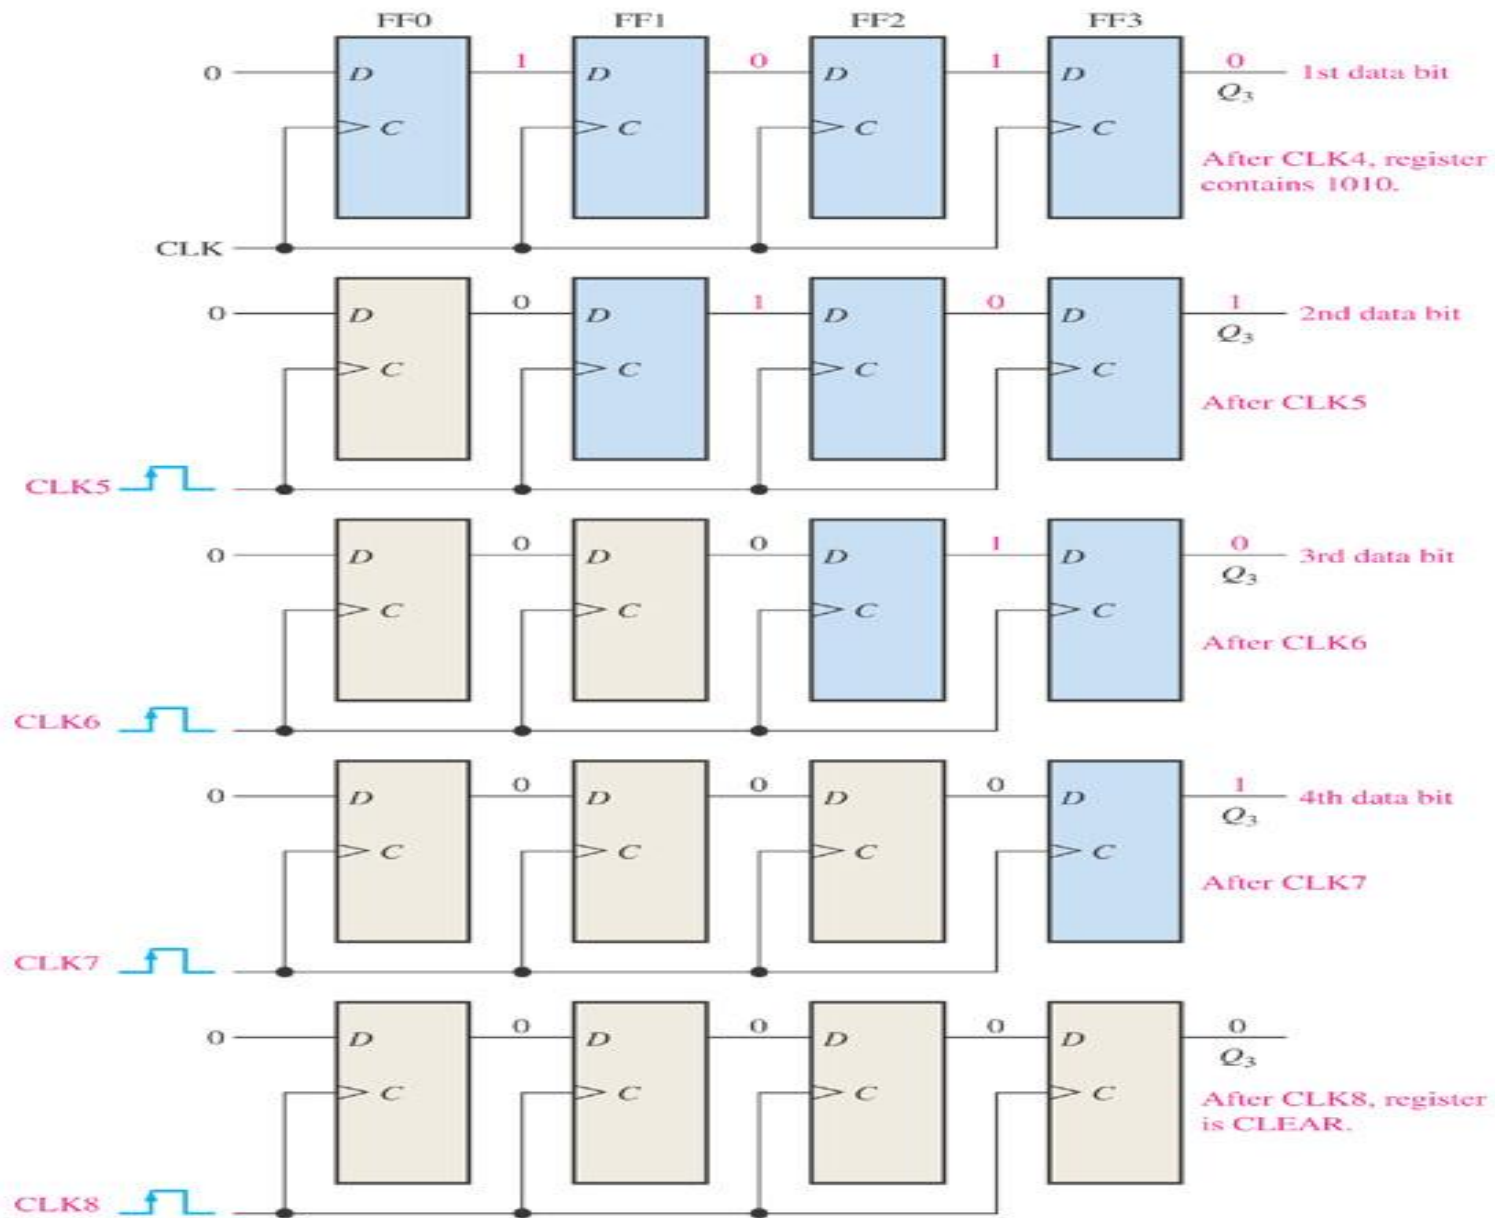 FF0 FF1 FF2 FF3
1 0 1 0
0 D D D D 1st data bit
Q3
C C C C
After CLK4, register
contains 1010.
CLK
0 1 0 1
0 D D D D 2nd data bit
Q3
C C C C
After CLK5
CLK5
0 0 1 0
0 D D D D 3rd data bit
Q3
C C C C
After CLK6
CLK6
0 0 0 1
0 D D D D 4th data bit
Q3
C C C C
After CLK7
CLK7
0 0 0 0
0 D D D D
Q3
C C C C
After CLK8, register
is CLEAR.
CLK8